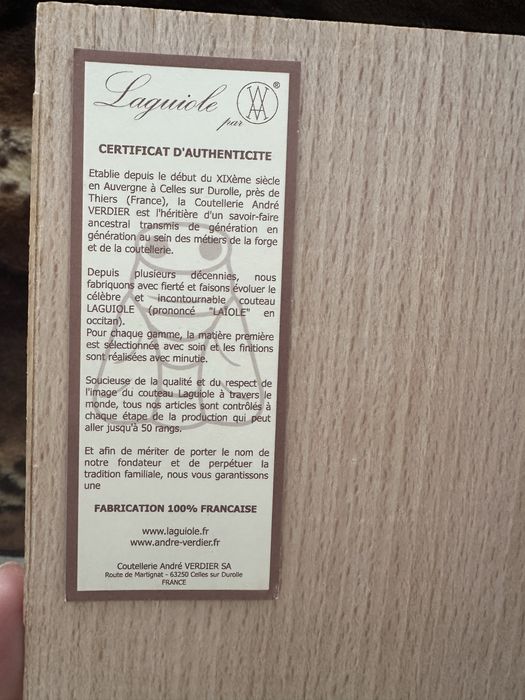 Laguiole
par AV ®
CERTIFICAT D'AUTHENTICITE
Etablie depuis le début du XIXème siècle
en Auvergne à Celles sur Durolle, près de
Thiers (France), la Coutellerie André
VERDIER est l'héritière d'un savoir-faire
ancestral transmis de génération en
génération au sein des métiers de la forge
et de la coutellerie.
Depuis plusieurs décennies, nous
fabriquons avec fierté et faisons évoluer le
célèbre et incontournable couteau
LAGUIOLE (prononcé "LAÏOLE" en
occitan).
Pour chaque gamme, la matière première
est sélectionnée avec soin et les finitions
sont réalisées avec minutie.
Soucieuse de la qualité et du respect de
l'image du couteau Laguiole à travers le
monde, tous nos articles sont contrôlés à
chaque étape de la production qui peut
aller jusqu'à 50 rangs.
Et afin de mériter de porter le nom de
notre fondateur et de perpétuer la
tradition familiale, nous vous garantissons
une
FABRICATION 100% FRANCAISE
www.laguiole.fr
www.andre-verdier.fr
Coutellerie André VERDIER SA
Route de Martignat - 63250 Celles sur Durolle
FRANCE